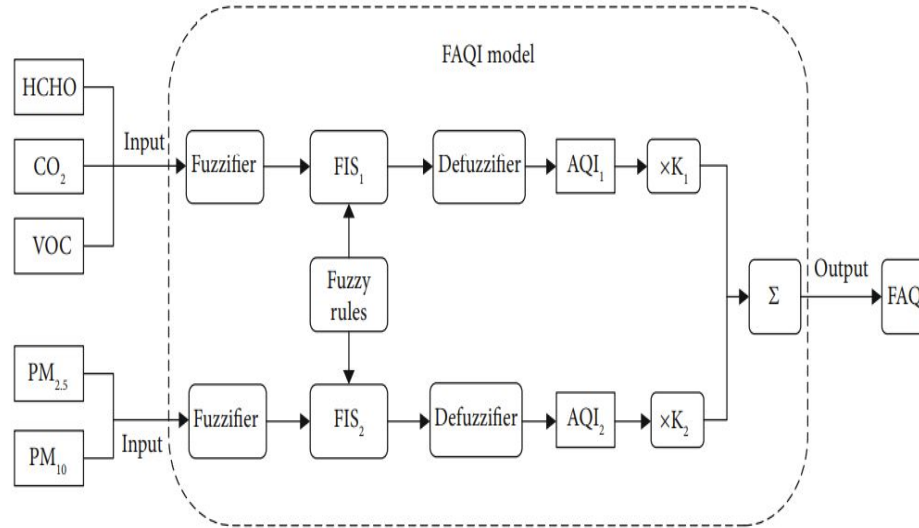 FAQI model
HCHO
CO₂
VOC
Input
Fuzzifier
FIS₁
Defuzzifier
AQI₁
×K₁
Fuzzy
rules
Σ
Output
FAQ
PM₂.₅
PM₁₀
Input
Fuzzifier
FIS₂
Defuzzifier
AQI₂
×K₂